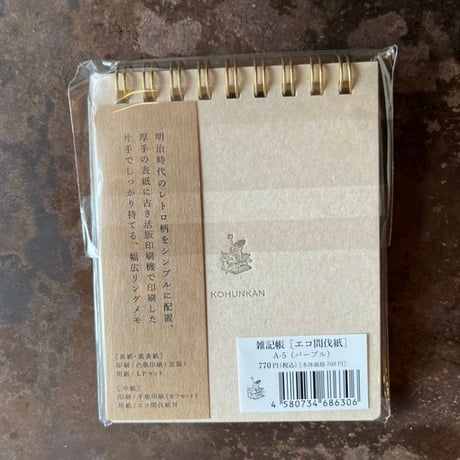 明治時代のレトロ柄をシンプルに配置、
厚手の表紙に古き活版印刷機で印刷した
片手でしっかり持てる、幅広リングメモ
[表紙・裏表紙]
印刷/凸版印刷(活版)
用紙/LPマット
[中紙]
印刷/平版印刷(オフセット)
用紙/エコ間伐紙N
KOHUNKAN
雑記帳[エコ間伐紙]
A-5(パープル)
770円(税込)[本体価格700円]
4580734686306